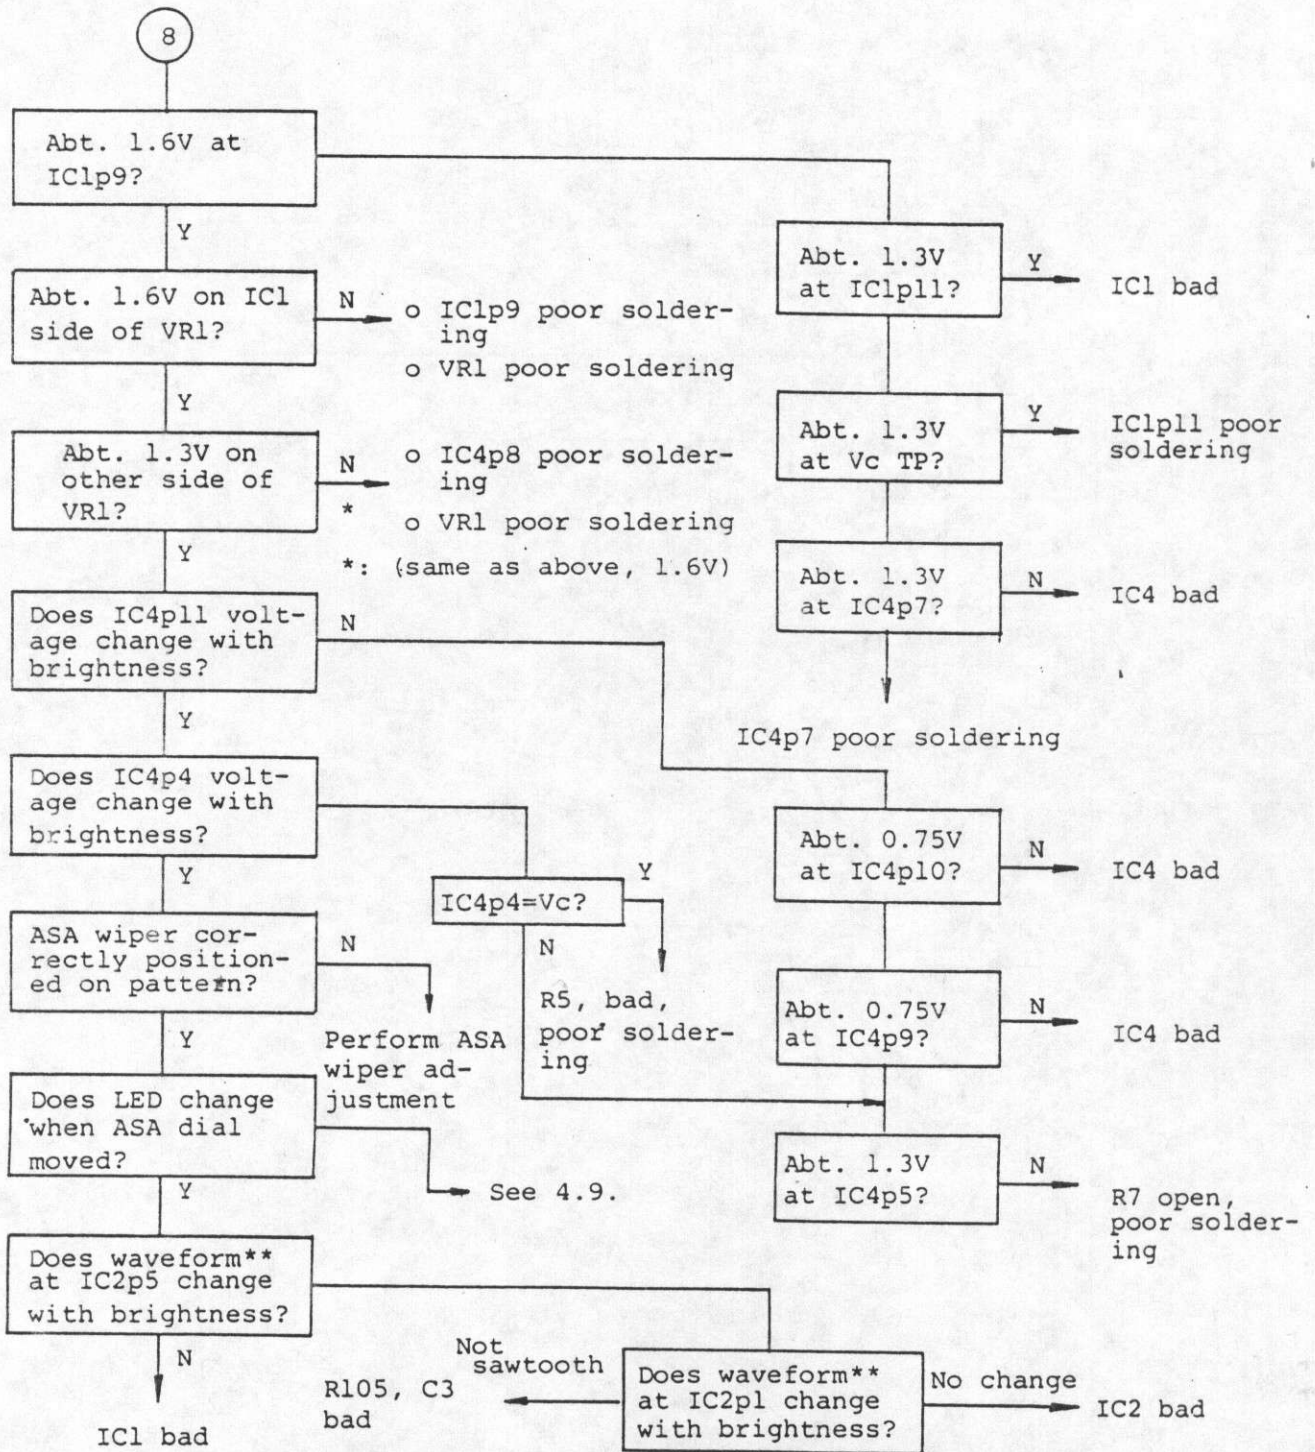 8
Abt. 1.6V at
IC1p9?
Y
Abt. 1.6V on IC1
side of VR1?
N
o IC1p9 poor solder-
ing
o VR1 poor soldering
Y
Abt. 1.3V on
other side of
VR1?
N
*
o IC4p8 poor solder-
ing
o VR1 poor soldering
*: (same as above, 1.6V)
Y
Does IC4p11 volt-
age change with
brightness?
N
Y
Does IC4p4 volt-
age change with
brightness?
Y
IC4p4=Vc?
Y
N
R5, bad,
poor solder-
ing
ASA wiper cor-
rectly position-
ed on pattern?
N
Perform ASA
wiper ad-
justment
Y
Does LED change
when ASA dial
moved?
See 4.9.
Y
Does waveform**
at IC2p5 change
with brightness?
N
IC1 bad
Abt. 1.3V
at IC1p11?
Y
IC1 bad
Abt. 1.3V
at Vc TP?
Y
IC1p11 poor
soldering
Abt. 1.3V
at IC4p7?
N
IC4 bad
IC4p7 poor soldering
Abt. 0.75V
at IC4p10?
N
IC4 bad
Abt. 0.75V
at IC4p9?
N
IC4 bad
Abt. 1.3V
at IC4p5?
N
R7 open,
poor solder-
ing
Does waveform**
at IC2p1 change
with brightness?
Not
sawtooth
R105, C3
bad
No change
IC2 bad